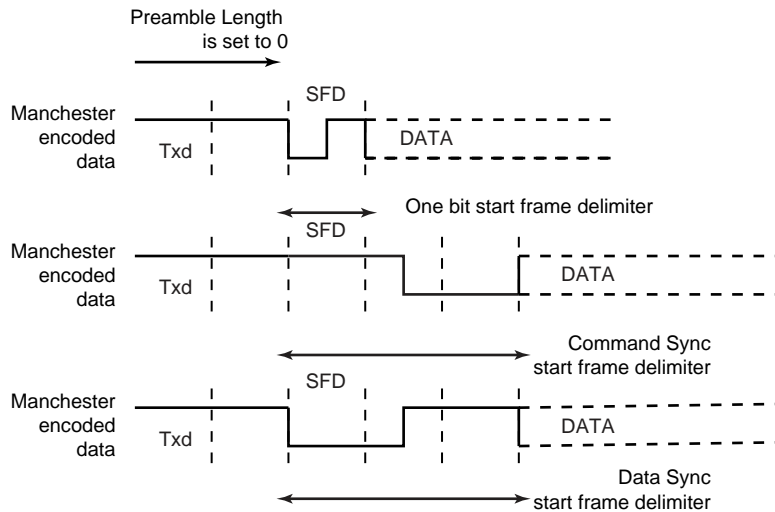 Preamble Length
is set to 0
SFD
Manchester
encoded
data
Txd
DATA
One bit start frame delimiter
SFD
Manchester
encoded
data
Txd
DATA
Command Sync
start frame delimiter
SFD
Manchester
encoded
data
Txd
DATA
Data Sync
start frame delimiter